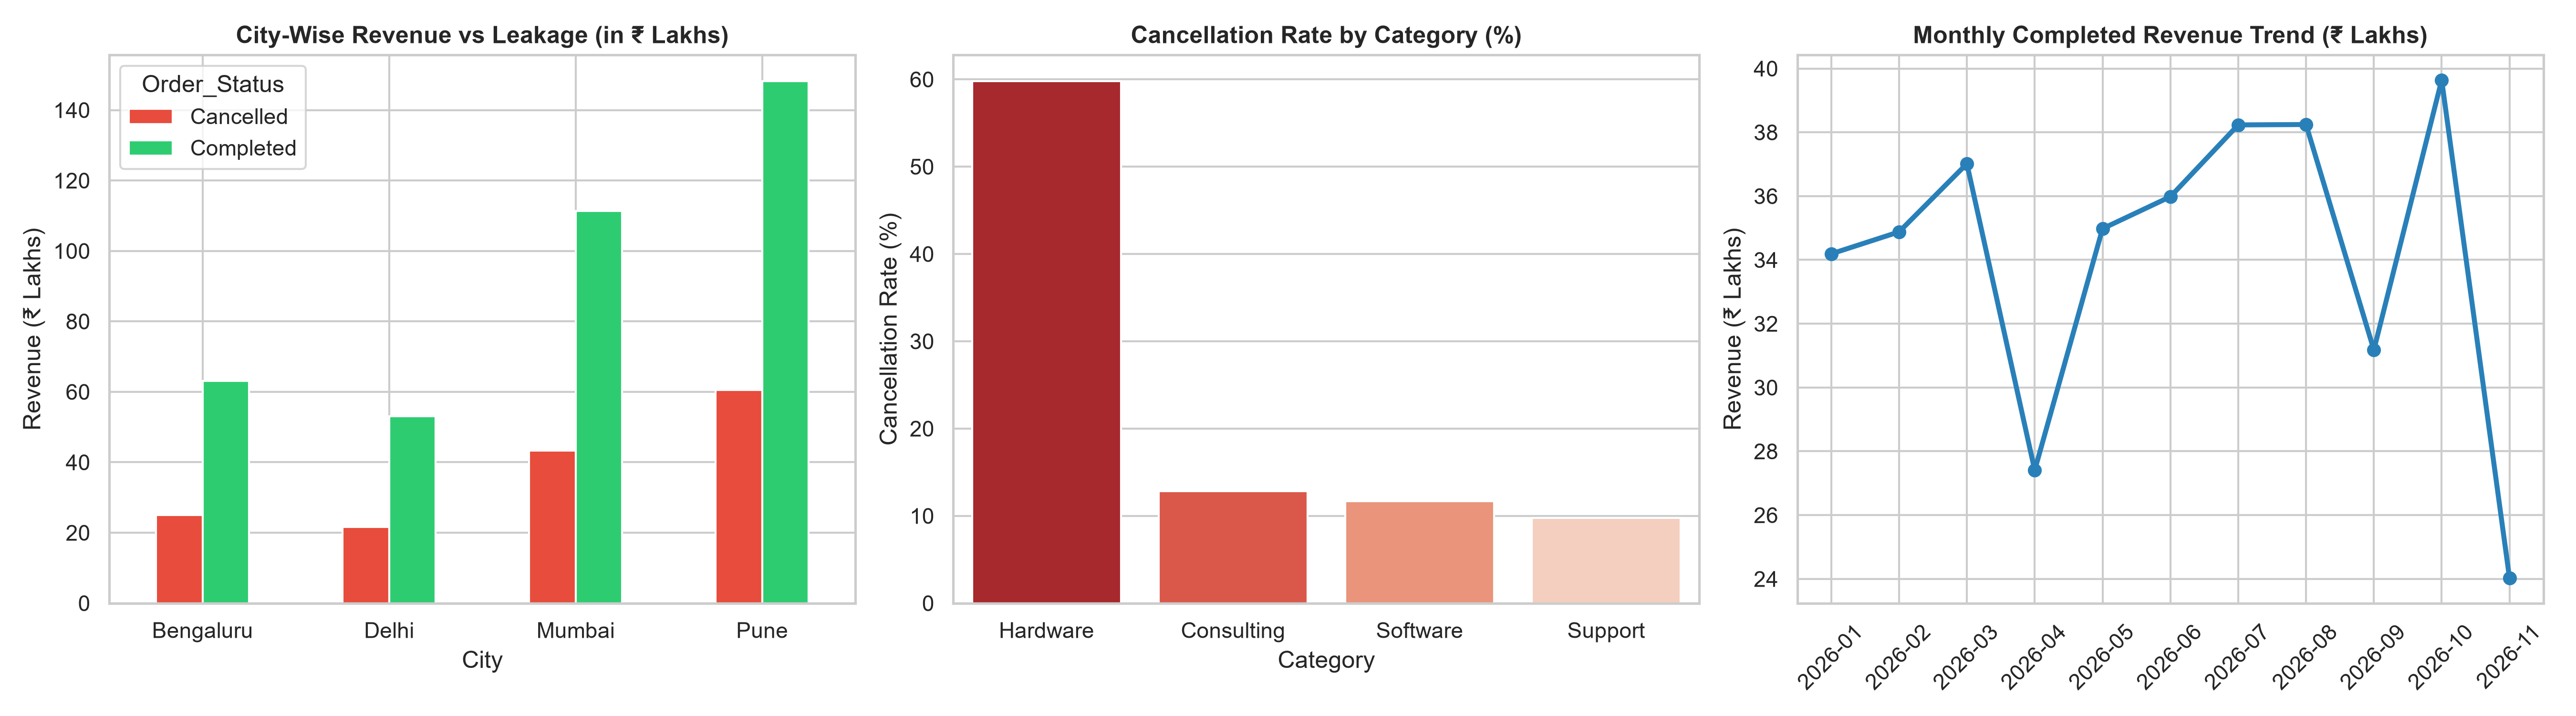 City-Wise Revenue vs Leakage (in ₹ Lakhs)
Order_Status
Cancelled
Completed
140
120
100
80
60
40
20
0
Revenue (₹ Lakhs)
Bengaluru Delhi Mumbai Pune
City
Cancellation Rate by Category (%)
60
50
40
30
20
10
0
Cancellation Rate (%)
Hardware Consulting Software Support
Category
Monthly Completed Revenue Trend (₹ Lakhs)
40
38
36
34
32
30
28
26
24
Revenue (₹ Lakhs)
2026-01 2026-02 2026-03 2026-04 2026-05 2026-06 2026-07 2026-08 2026-09 2026-10 2026-11